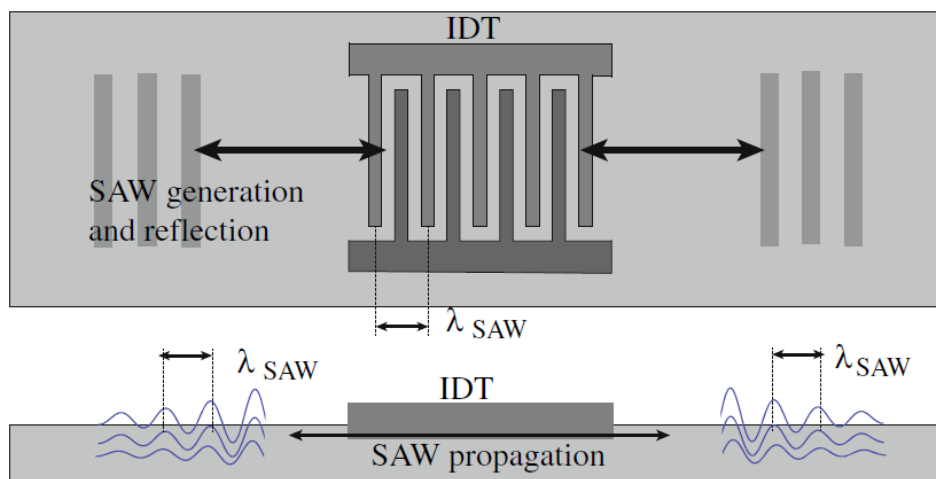 IDT
SAW generation
and reflection
λ SAW
λ SAW
λ SAW
IDT
SAW propagation